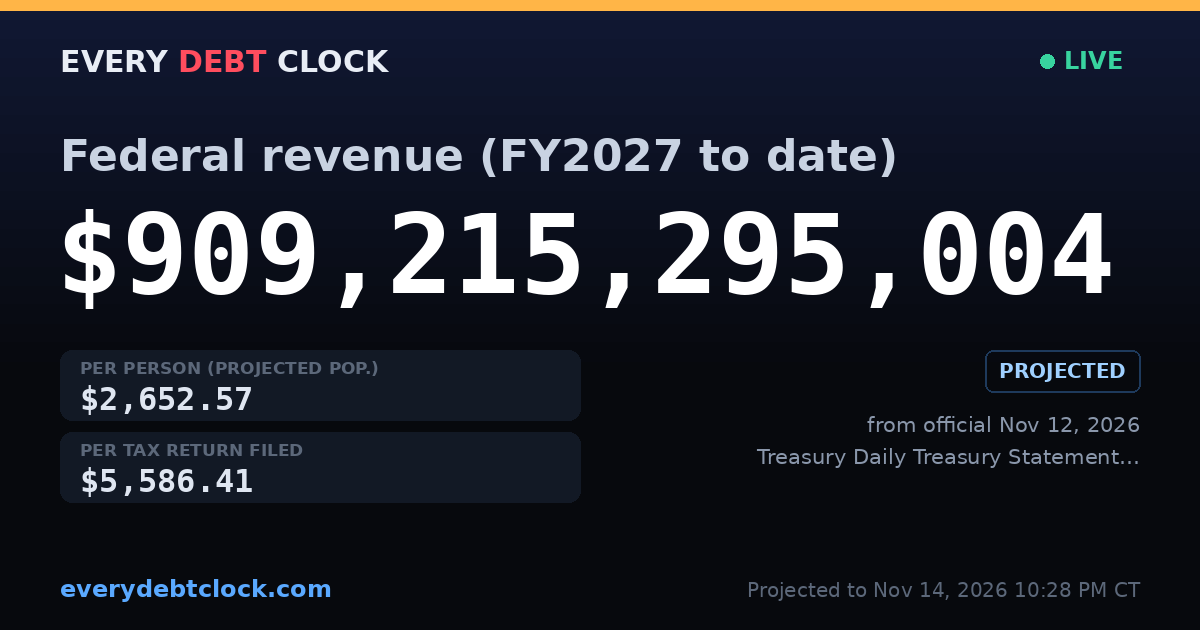 EVERY DEBT CLOCK
LIVE
Federal revenue (FY2027 to date)
$909,215,295,004
PER PERSON (PROJECTED POP.)
$2,652.57
PER TAX RETURN FILED
$5,586.41
PROJECTED
from official Nov 12, 2026
Treasury Daily Treasury Statement…
everydebtclock.com
Projected to Nov 14, 2026 10:28 PM CT